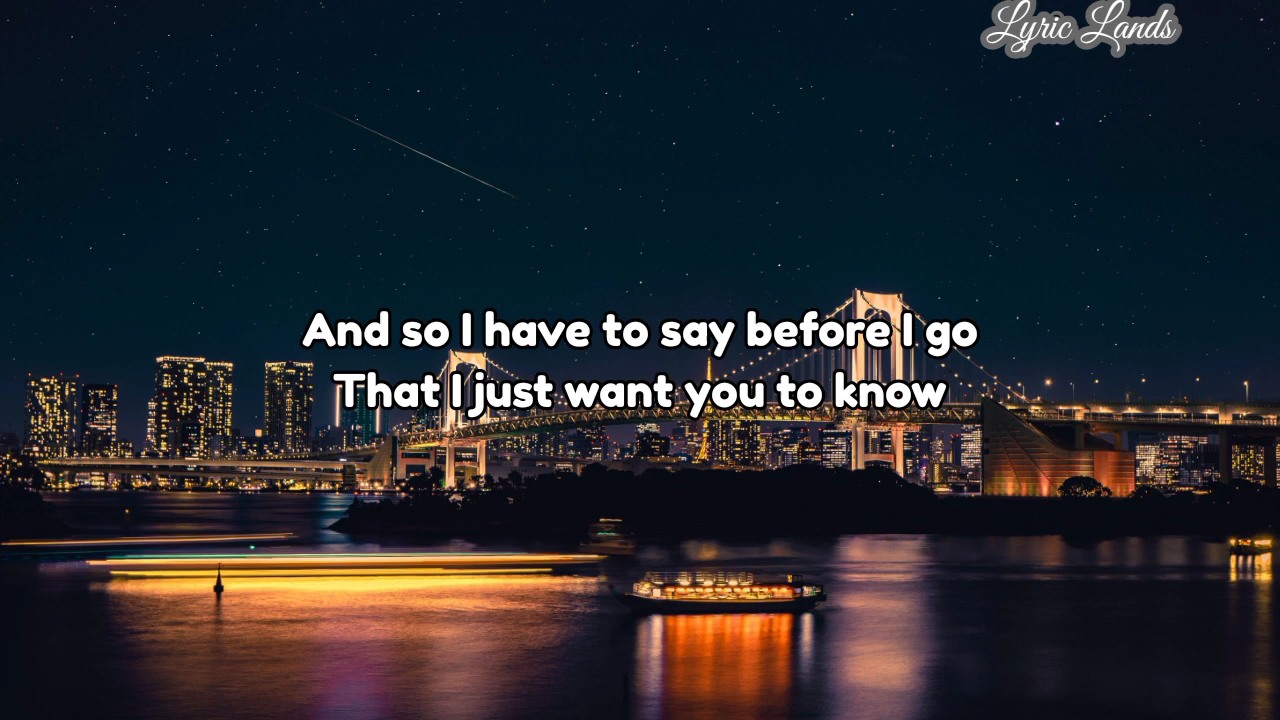 Lyric Lands
And so I have to say before I go
That I just want you to know